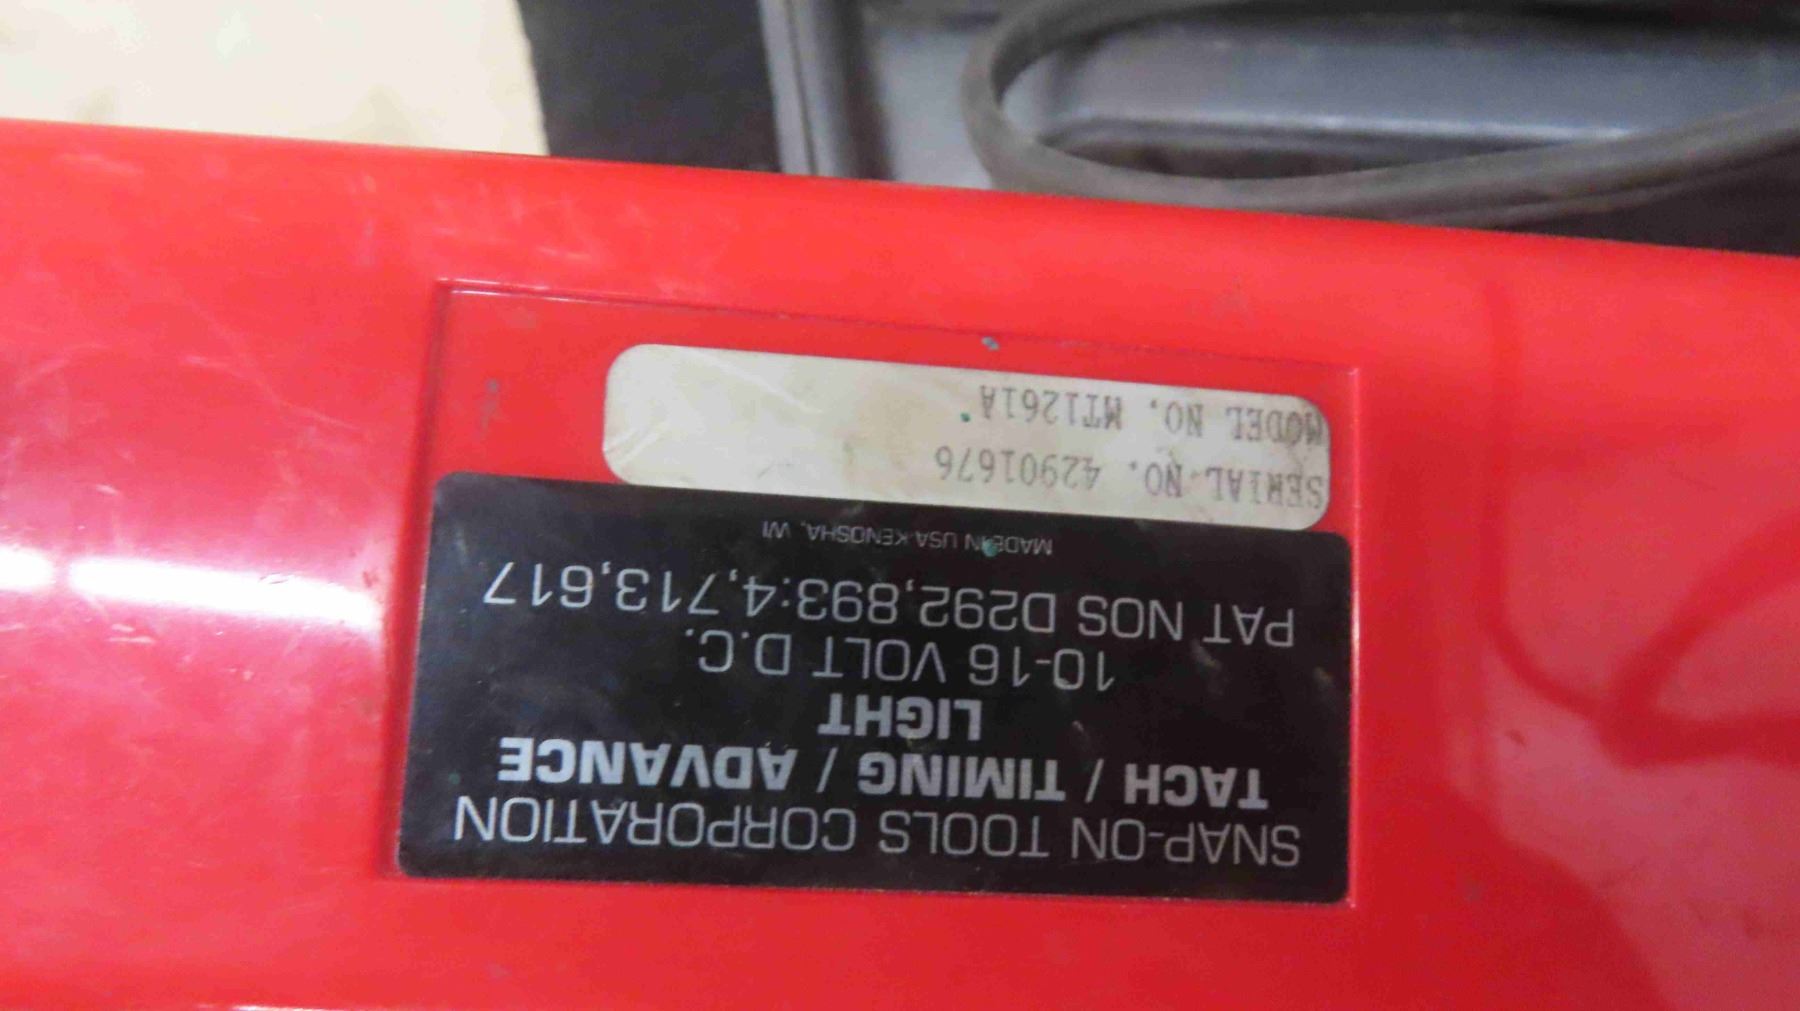 SNAP-ON TOOLS CORPORATION
TACH / TIMING / ADVANCE
LIGHT
10-16 VOLT D.C.
PAT NOS D292,893:4,713,617
MADE IN USA KENOSHA, WI
SERIAL NO. 42901676
MODEL NO. MT1261A